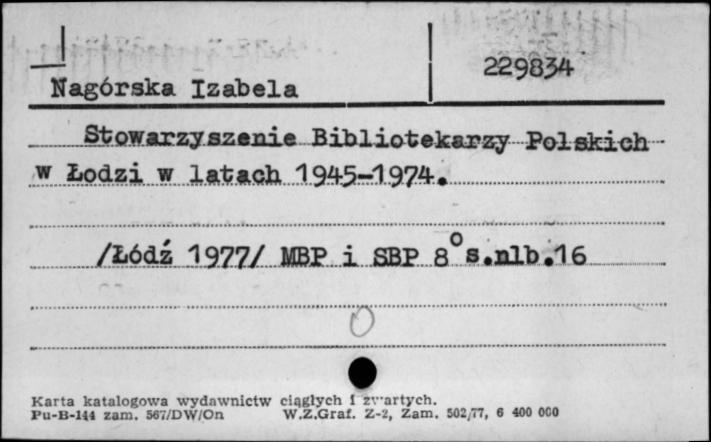 229834
Nagórska Izabela
Stowarzyszenie Bibliotekarzy Polskich
w Łodzi w latach 1945-1974.
/Łódź 1977/ MBP i SBP 8° s.nlb.16
Karta katalogowa wydawnictw ciągłych i zwartych.
Pu-B-144 zam. 567/DW/On W.Z.Graf. Z-2, Zam. 502/77, 6 400 000